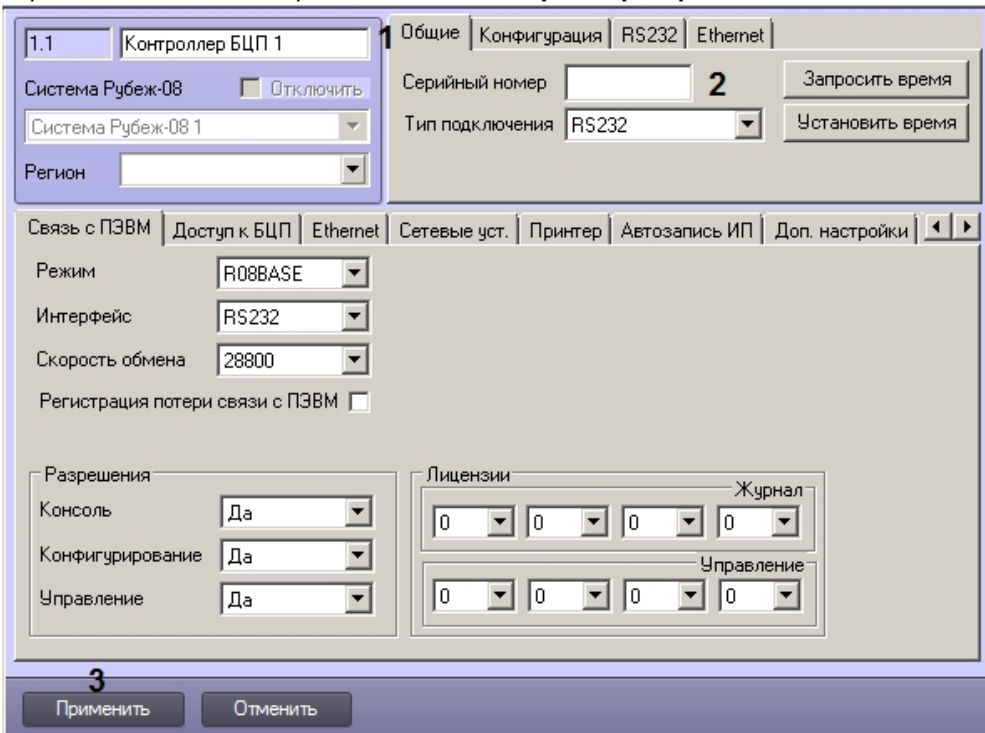 1.1 Контроллер БЦП 1
Система Рубеж-08 Отключить
Система Рубеж-08 1
Регион
1
Общие Конфигурация RS232 Ethernet
Серийный номер 2 Запросить время
Тип подключения RS232 Установить время
Связь с ПЭВМ Доступ к БЦП Ethernet Сетевые уст. Принтер Автозапись ИП Доп. настройки
Режим R08BASE
Интерфейс RS232
Скорость обмена 28800
Регистрация потери связи с ПЭВМ
Разрешения
Консоль Да
Конфигурирование Да
Управление Да
Лицензии
Журнал
0 0 0 0
Управление
0 0 0 0
3
Применить Отменить